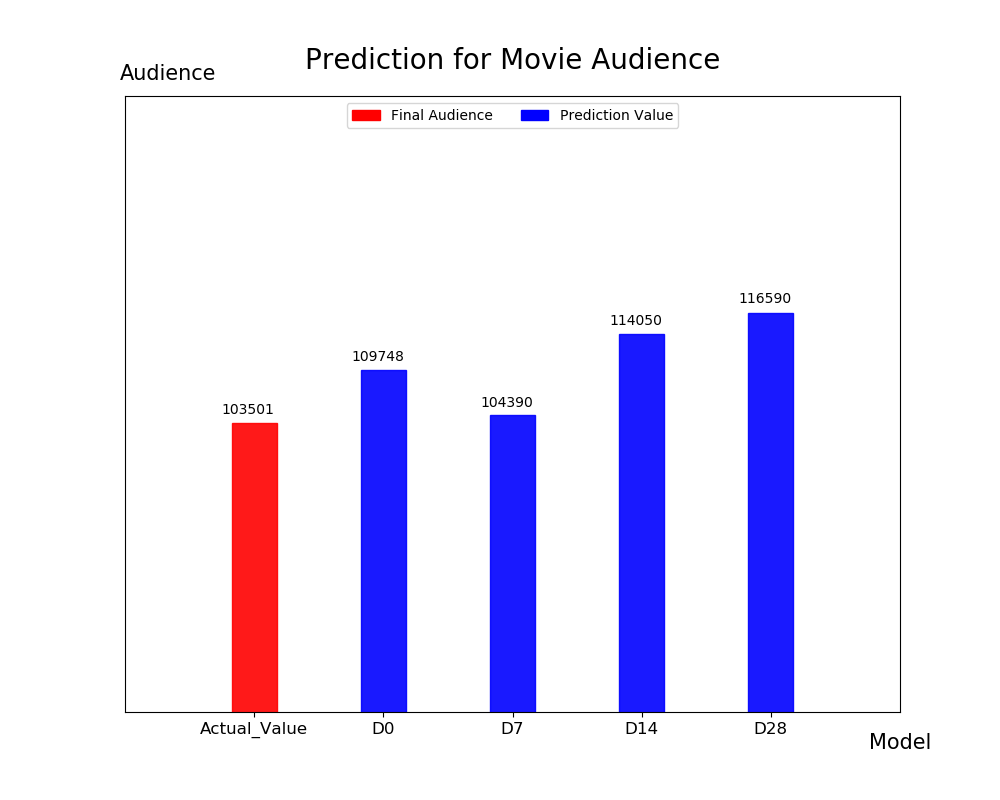 Prediction for Movie Audience
Audience
Final Audience
Prediction Value
116590
114050
109748
104390
103501
Actual_Value
D0
D7
D14
D28
Model